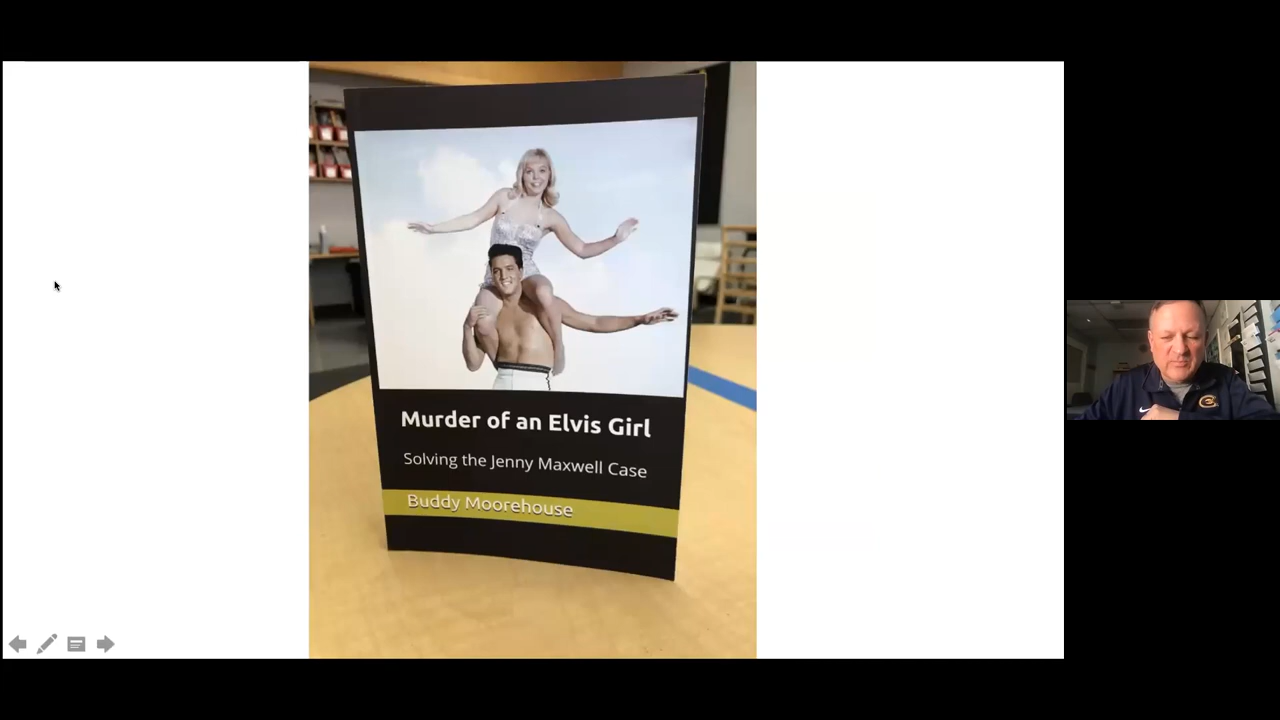 Murder of an Elvis Girl
Solving the Jenny Maxwell Case
Buddy Moorehouse